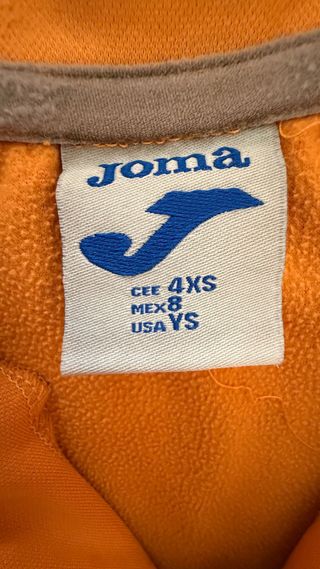 Joma
CEE 4XS
MEX 8
USA YS